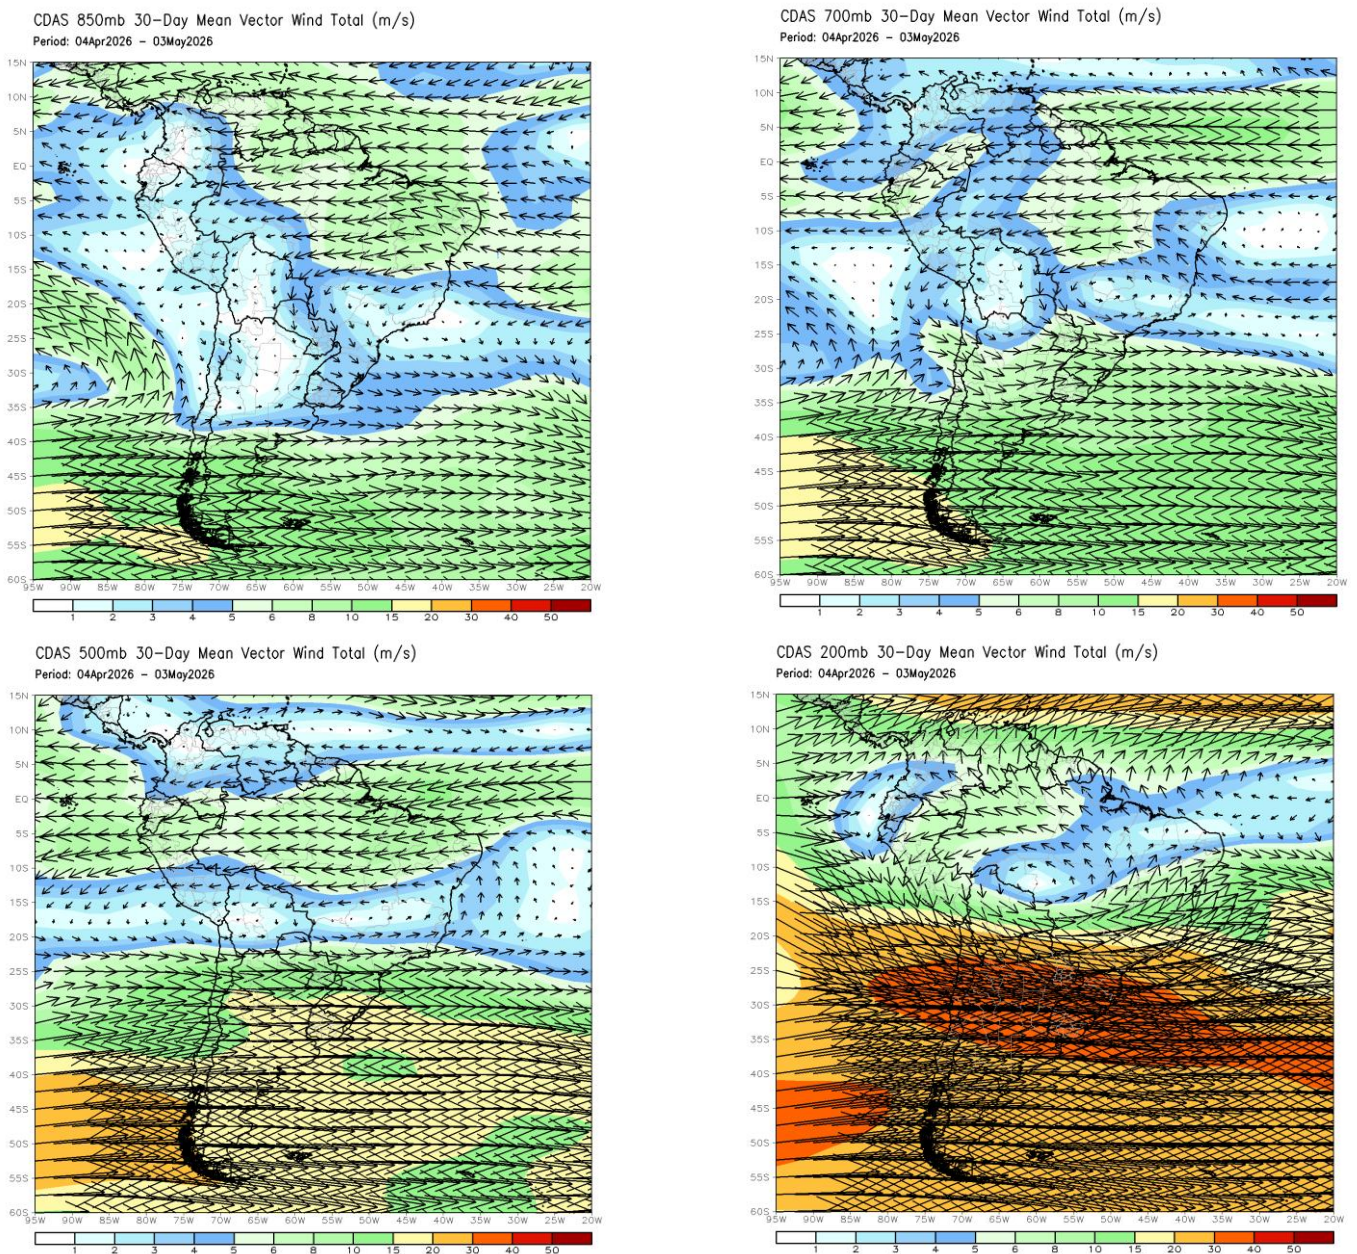 CDAS 850mb 30-Day Mean Vector Wind Total (m/s)
Period: 04Apr2026 - 03May2026
15N
10N
5N
EQ
5S
10S
15S
20S
25S
30S
35S
40S
45S
50S
55S
60S
95W 90W 85W 80W 75W 70W 65W 60W 55W 50W 45W 40W 35W 30W 25W 20W
1 2 3 4 5 6 8 10 15 20 30 40 50
CDAS 700mb 30-Day Mean Vector Wind Total (m/s)
Period: 04Apr2026 - 03May2026
15N
10N
5N
EQ
5S
10S
15S
20S
25S
30S
35S
40S
45S
50S
55S
60S
95W 90W 85W 80W 75W 70W 65W 60W 55W 50W 45W 40W 35W 30W 25W 20W
1 2 3 4 5 6 8 10 15 20 30 40 50
CDAS 500mb 30-Day Mean Vector Wind Total (m/s)
Period: 04Apr2026 - 03May2026
15N
10N
5N
EQ
5S
10S
15S
20S
25S
30S
35S
40S
45S
50S
55S
60S
95W 90W 85W 80W 75W 70W 65W 60W 55W 50W 45W 40W 35W 30W 25W 20W
1 2 3 4 5 6 8 10 15 20 30 40 50
CDAS 200mb 30-Day Mean Vector Wind Total (m/s)
Period: 04Apr2026 - 03May2026
15N
10N
5N
EQ
5S
10S
15S
20S
25S
30S
35S
40S
45S
50S
55S
60S
95W 90W 85W 80W 75W 70W 65W 60W 55W 50W 45W 40W 35W 30W 25W 20W
1 2 3 4 5 6 8 10 15 20 30 40 50